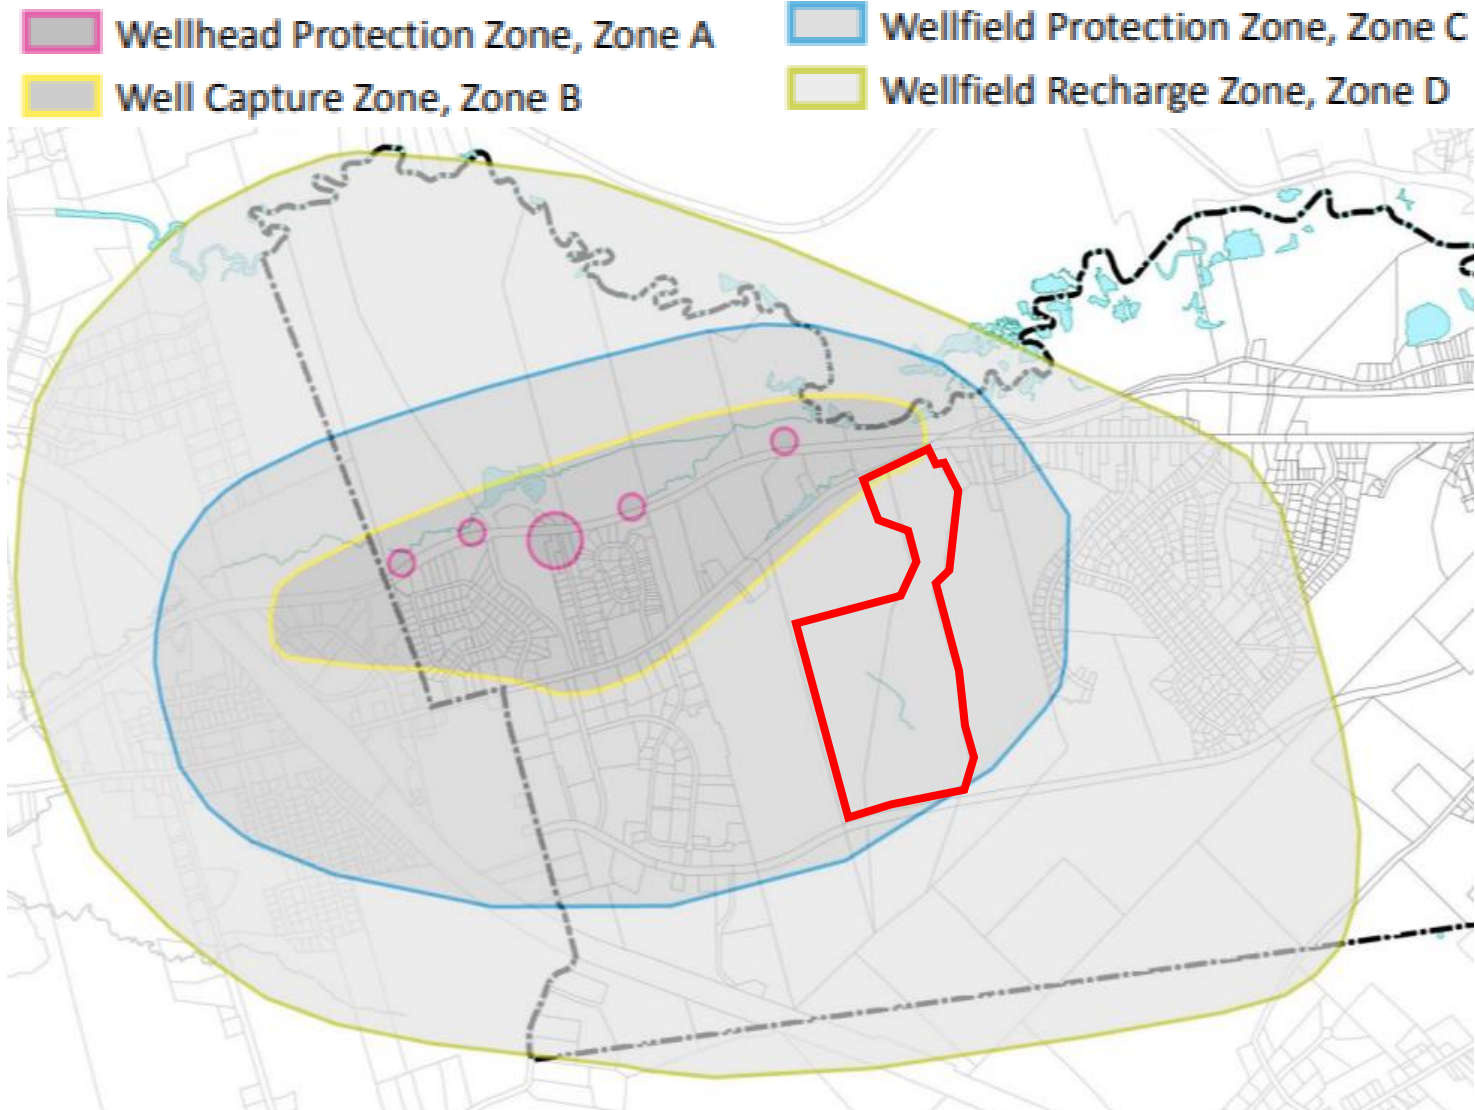 Wellhead Protection Zone, Zone A
Well Capture Zone, Zone B
Wellfield Protection Zone, Zone C
Wellfield Recharge Zone, Zone D